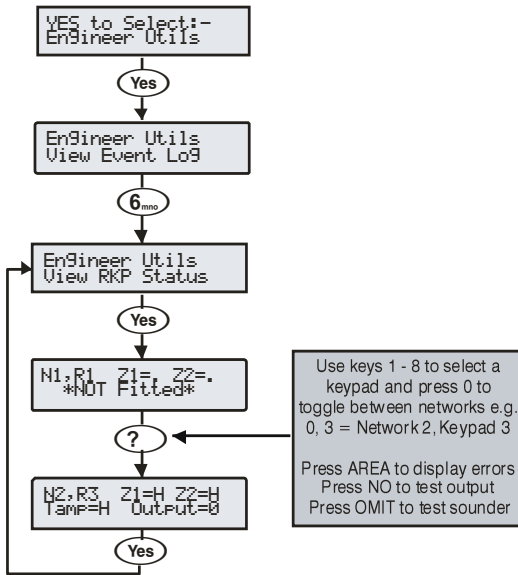 YES to Select:-
Engineer Utils
Yes
Engineer Utils
View Event Log
6mno
Engineer Utils
View RKP Status
Yes
N1,R1 Z1=. Z2=.
*NOT Fitted*
Use keys 1 - 8 to select a
keypad and press 0 to
toggle between networks e.g.
0, 3 = Network 2, Keypad 3
Press AREA to display errors
Press NO to test output
Press OMIT to test sounder
?
N2,R3 Z1=H Z2=H
Tamp=H Output=0
Yes